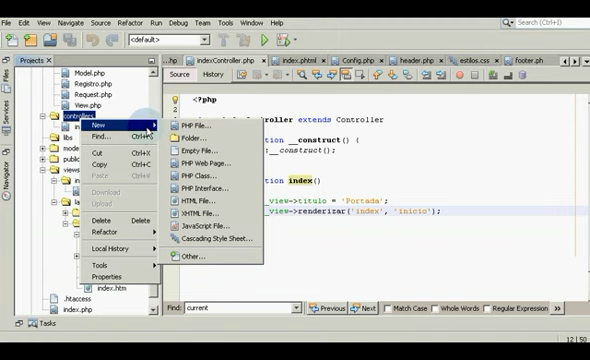 File Edit View Navigate Source Refactor Run Debug Team Tools Window Help
Search (Ctrl+I)
<default>
Projects
.hp
indexController.php
index.phtml
Config.php
header.php
estilos.css
footer.ph
Source History
Files
Services
Navigator
Model.php
Registro.php
Request.php
View.php
controllers
libs
public
views
New
Find...
Cut Ctrl+X
Copy Ctrl+C
Paste Ctrl+V
Download
Upload
Delete Delete
Refactor
Local History
Tools
Properties
index.htm
.htaccess
index.php
PHP File...
Folder...
Empty File...
PHP Web Page...
PHP Class...
PHP Interface...
HTML File...
XHTML File...
JavaScript File...
Cascading Style Sheet...
Other...
<?php
Controller extends Controller
__construct() {
::__construct();
index()
_view->titulo = 'Portada';
_view->renderizar('index', 'inicio');
Find: current
Previous Next Match Case Whole Words Regular Expression
Tasks
12 | 50